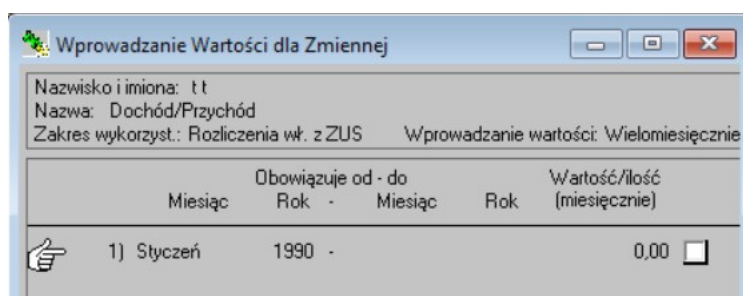 Wprowadzanie Wartości dla Zmiennej
Nazwisko i imiona: t t
Nazwa: Dochód/Przychód
Zakres wykorzyst.: Rozliczenia wł. z ZUS Wprowadzanie wartości: Wielomiesięcznie
Obowiązuje od - do Wartość/ilość
Miesiąc Rok - Miesiąc Rok (miesięcznie)
1) Styczeń 1990 - 0,00